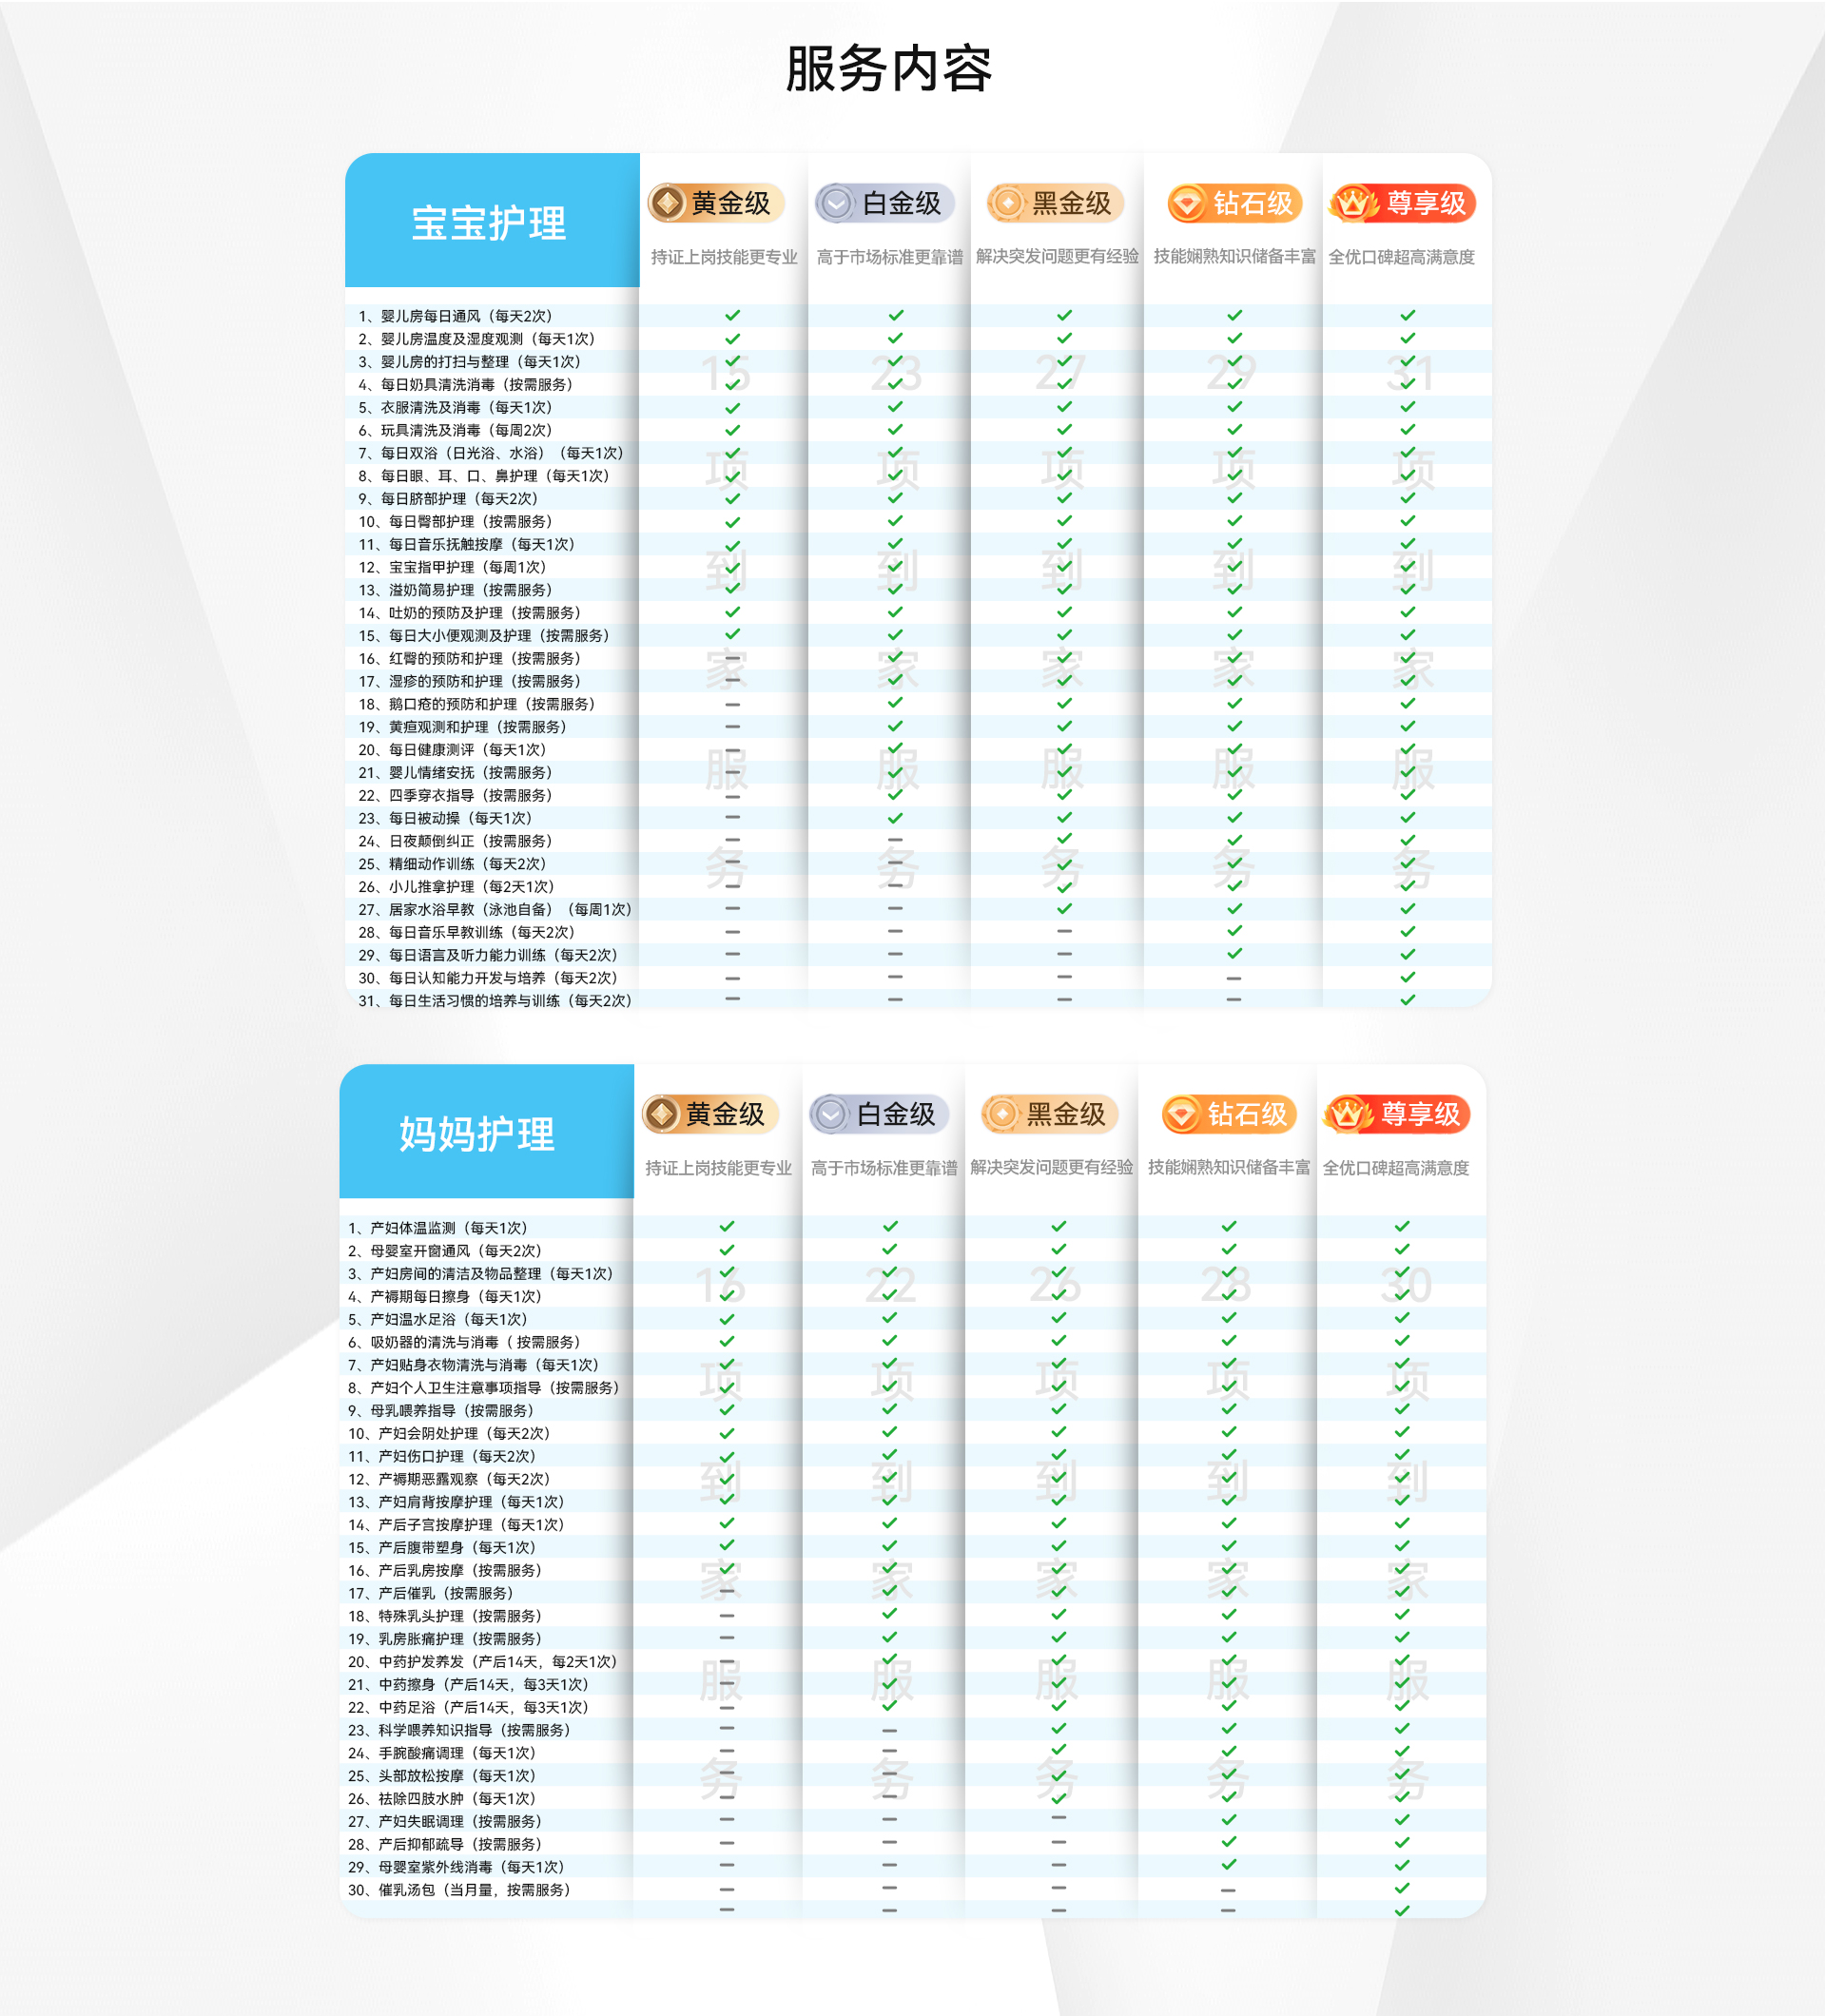 服务内容
宝宝护理
黄金级 白金级 黑金级 钻石级 尊享级
持证上岗技能更专业 高于市场标准更靠谱 解决突发问题更有经验 技能娴熟知识储备丰富 全优口碑超高满意度
1、婴儿房每日通风（每天2次）
2、婴儿房温度及湿度观测（每天1次）
3、婴儿房的打扫与整理（每天1次）
15 23 27 29 31
4、每日奶具清洗消毒（按需服务）
5、衣服清洗及消毒（每天1次）
6、玩具清洗及消毒（每周2次）
7、每日双浴（日光浴、水浴）（每天1次）
项 项 项 项 项
8、每日眼、耳、口、鼻护理（每天1次）
9、每日脐部护理（每天2次）
10、每日臀部护理（按需服务）
11、每日音乐抚触按摩（每天1次）
到 到 到 到 到
12、宝宝指甲护理（每周1次）
13、溢奶简易护理（按需服务）
14、吐奶的预防及护理（按需服务）
15、每日大小便观测及护理（按需服务）
16、红臀的预防和护理（按需服务）
家 家 家 家 家
17、湿疹的预防和护理（按需服务）
18、鹅口疮的预防和护理（按需服务）
19、黄疸观测和护理（按需服务）
20、每日健康测评（每天1次）
服 服 服 服 服
21、婴儿情绪安抚（按需服务）
22、四季穿衣指导（按需服务）
23、每日被动操（每天1次）
24、日夜颠倒纠正（按需服务）
25、精细动作训练（每天2次）
务 务 务 务 务
26、小儿推拿护理（每2天1次）
27、居家水浴早教（泳池自备）（每周1次）
28、每日音乐早教训练（每天2次）
29、每日语言及听力能力训练（每天2次）
30、每日认知能力开发与培养（每天2次）
31、每日生活习惯的培养与训练（每天2次）
妈妈护理
黄金级 白金级 黑金级 钻石级 尊享级
持证上岗技能更专业 高于市场标准更靠谱 解决突发问题更有经验 技能娴熟知识储备丰富 全优口碑超高满意度
1、产妇体温监测（每天1次）
2、母婴室开窗通风（每天2次）
3、产妇房间的清洁及物品整理（每天1次）
16 22 26 28 30
4、产褥期每日擦身（每天1次）
5、产妇温水足浴（每天1次）
6、吸奶器的清洗与消毒（ 按需服务）
7、产妇贴身衣物清洗与消毒（每天1次）
项 项 项 项 项
8、产妇个人卫生注意事项指导（按需服务）
9、母乳喂养指导（按需服务）
10、产妇会阴处护理（每天2次）
11、产妇伤口护理（每天2次）
到 到 到 到 到
12、产褥期恶露观察（每天2次）
13、产妇肩背按摩护理（每天1次）
14、产后子宫按摩护理（每天1次）
15、产后腹带塑身（每天1次）
16、产后乳房按摩（按需服务）
家 家 家 家 家
17、产后催乳（按需服务）
18、特殊乳头护理（按需服务）
19、乳房胀痛护理（按需服务）
20、中药护发养发（产后14天，每2天1次）
服 服 服 服 服
21、中药擦身（产后14天，每3天1次）
22、中药足浴（产后14天，每3天1次）
23、科学喂养知识指导（按需服务）
24、手腕酸痛调理（每天1次）
25、头部放松按摩（每天1次）
务 务 务 务 务
26、祛除四肢水肿（每天1次）
27、产妇失眠调理（按需服务）
28、产后抑郁疏导（按需服务）
29、母婴室紫外线消毒（每天1次）
30、催乳汤包（当月量，按需服务）